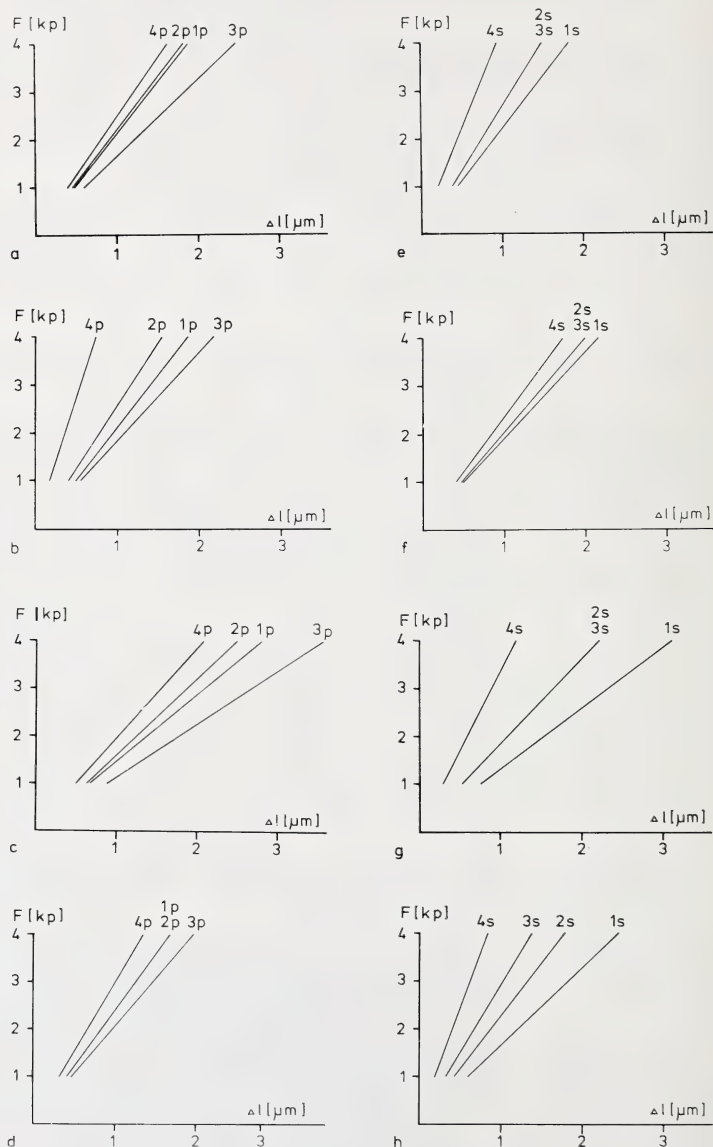 F [kp]
4p 2p 1p 3p
4
3
2
1
Δl [μm]
1 2 3
a
F [kp]
4p 2p 1p 3p
4
3
2
1
Δl [μm]
1 2 3
b
F [kp]
4p 2p 1p 3p
4
3
2
1
Δl [μm]
1 2 3
c
F [kp]
1p
4p 2p 3p
4
3
2
1
Δl [μm]
1 2 3
d
F [kp]
2s
4s 3s 1s
4
3
2
1
Δl [μm]
1 2 3
e
F [kp]
2s
4s 3s 1s
4
3
2
1
Δl [μm]
1 2 3
f
F [kp]
2s
4s 3s 1s
4
3
2
1
Δl [μm]
1 2 3
g
F [kp]
4s 3s 2s 1s
4
3
2
1
Δl [μm]
1 2 3
h